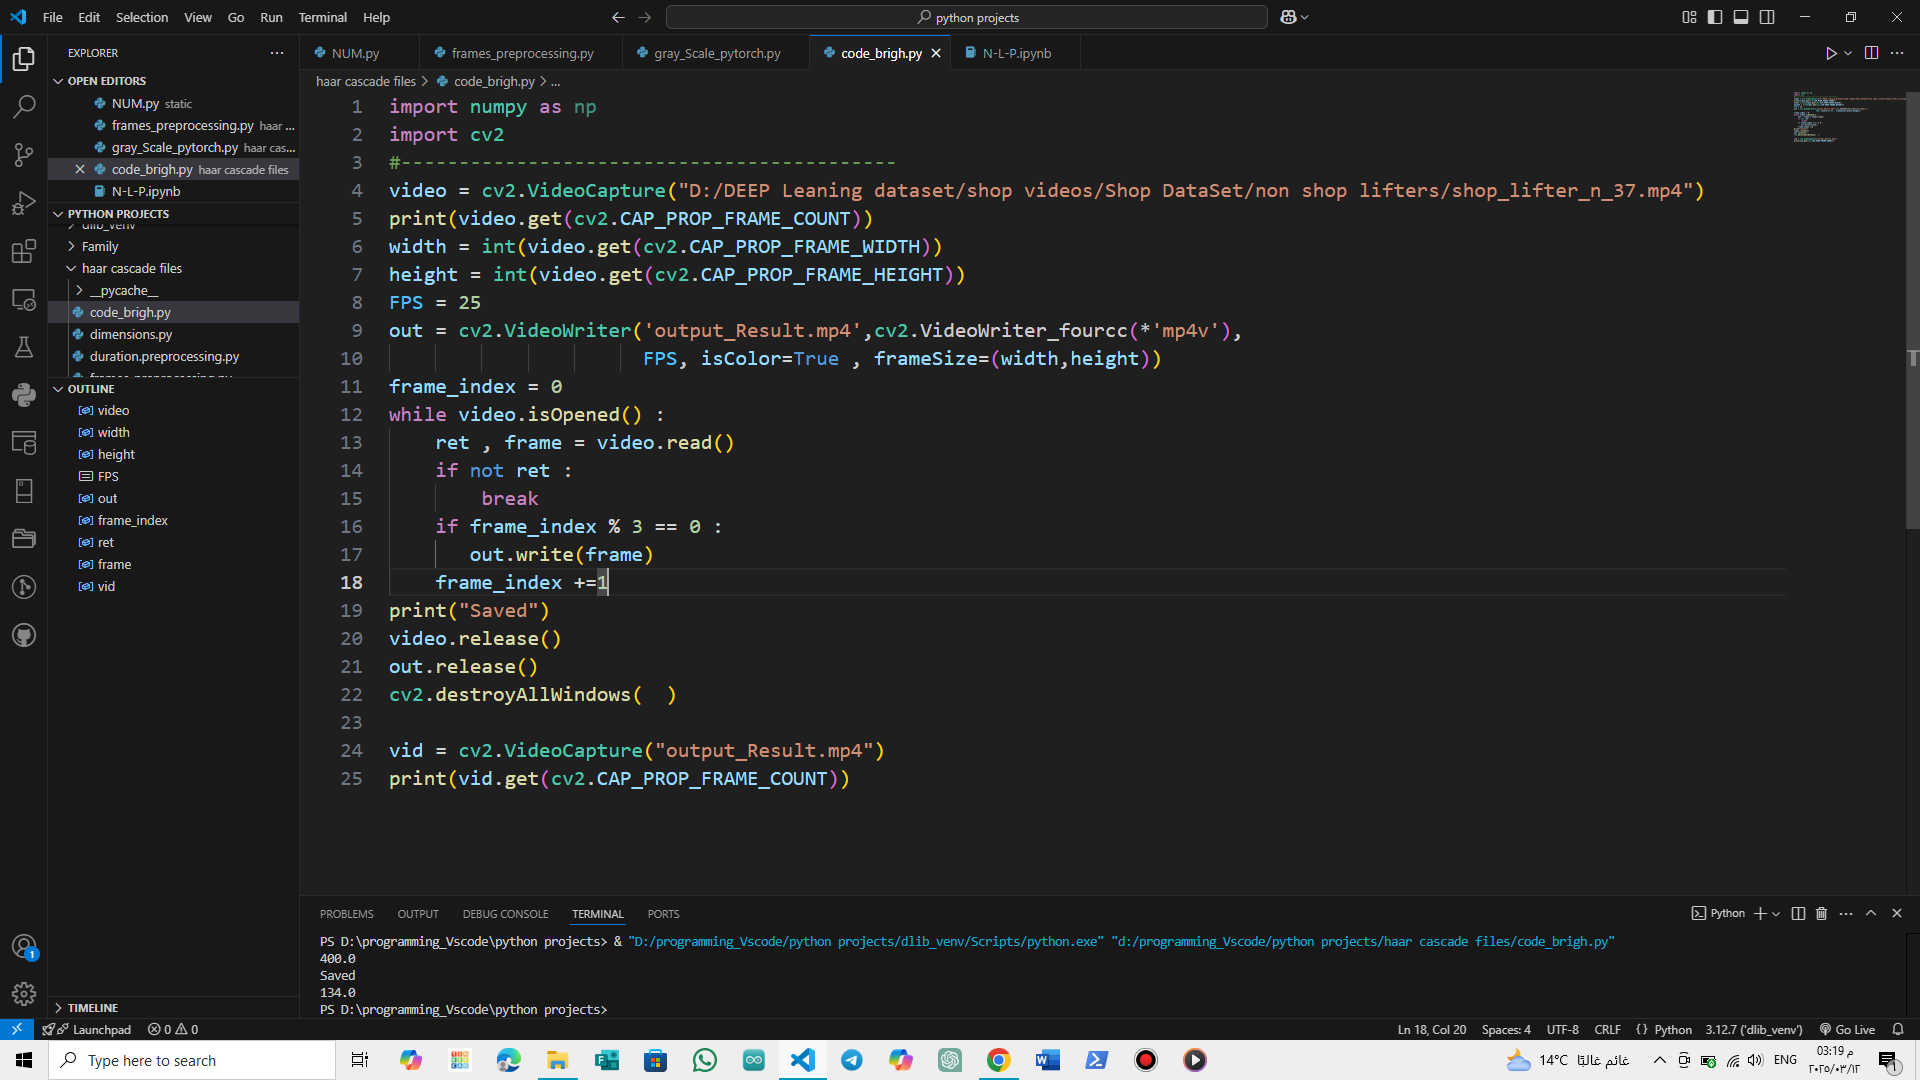 File Edit Selection View Go Run Terminal Help
python projects
EXPLORER
OPEN EDITORS
NUM.py static
frames_preprocessing.py haar ...
gray_Scale_pytorch.py haar cas...
code_brigh.py haar cascade files
N-L-P.ipynb
PYTHON PROJECTS
dlib_venv
Family
haar cascade files
__pycache__
code_brigh.py
dimensions.py
duration.preprocessing.py
frames_preprocessing.py
OUTLINE
video
width
height
FPS
out
frame_index
ret
frame
vid
TIMELINE
NUM.py frames_preprocessing.py gray_Scale_pytorch.py code_brigh.py N-L-P.ipynb
haar cascade files > code_brigh.py > ...
1 import numpy as np
2 import cv2
3 #-------------------------------------------
4 video = cv2.VideoCapture("D:/DEEP Leaning dataset/shop videos/Shop DataSet/non shop lifters/shop_lifter_n_37.mp4")
5 print(video.get(cv2.CAP_PROP_FRAME_COUNT))
6 width = int(video.get(cv2.CAP_PROP_FRAME_WIDTH))
7 height = int(video.get(cv2.CAP_PROP_FRAME_HEIGHT))
8 FPS = 25
9 out = cv2.VideoWriter('output_Result.mp4',cv2.VideoWriter_fourcc(*'mp4v'),
10 FPS, isColor=True , frameSize=(width,height))
11 frame_index = 0
12 while video.isOpened() :
13 ret , frame = video.read()
14 if not ret :
15 break
16 if frame_index % 3 == 0 :
17 out.write(frame)
18 frame_index +=1
19 print("Saved")
20 video.release()
21 out.release()
22 cv2.destroyAllWindows(  )
23
24 vid = cv2.VideoCapture("output_Result.mp4")
25 print(vid.get(cv2.CAP_PROP_FRAME_COUNT))
PROBLEMS OUTPUT DEBUG CONSOLE TERMINAL PORTS
Python
PS D:\programming_Vscode\python projects> & "D:/programming_Vscode/python projects/dlib_venv/Scripts/python.exe" "d:/programming_Vscode/python projects/haar cascade files/code_brigh.py"
400.0
Saved
134.0
PS D:\programming_Vscode\python projects>
1
Launchpad 0 0 Ln 18, Col 20 Spaces: 4 UTF-8 CRLF {} Python 3.12.7 ('dlib_venv') Go Live
Type here to search
14°C غائم غالبًا ENG
03:19 م
٢٠٢٥/٠٣/١٢
1